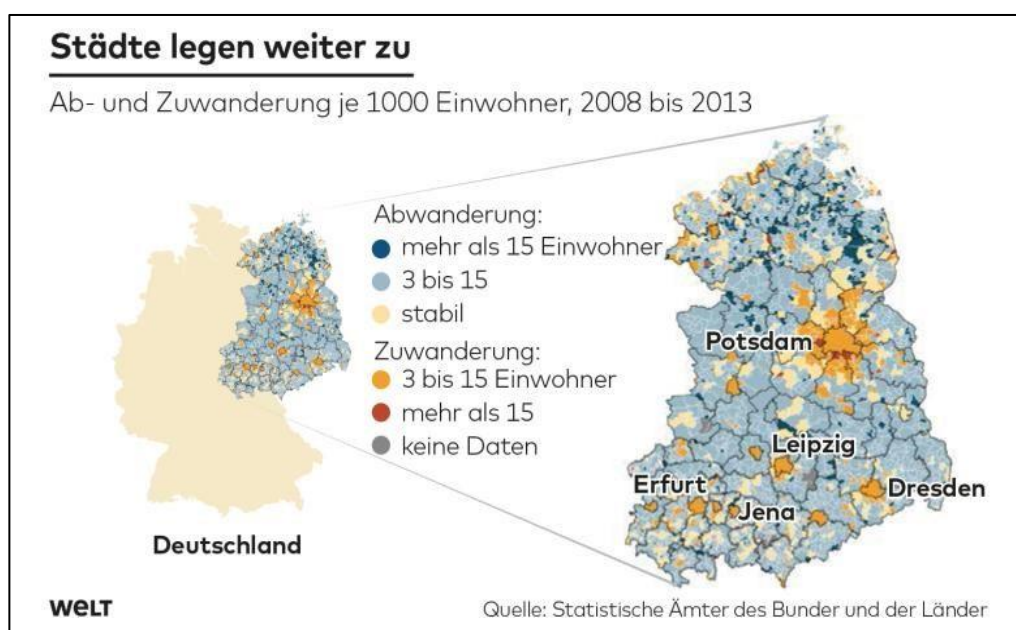 Städte legen weiter zu
Ab- und Zuwanderung je 1000 Einwohner, 2008 bis 2013
Abwanderung:
mehr als 15 Einwohner
3 bis 15
stabil
Zuwanderung:
3 bis 15 Einwohner
mehr als 15
keine Daten
Deutschland
Potsdam
Leipzig
Erfurt
Dresden
Jena
WELT
Quelle: Statistische Ämter des Bunder und der Länder